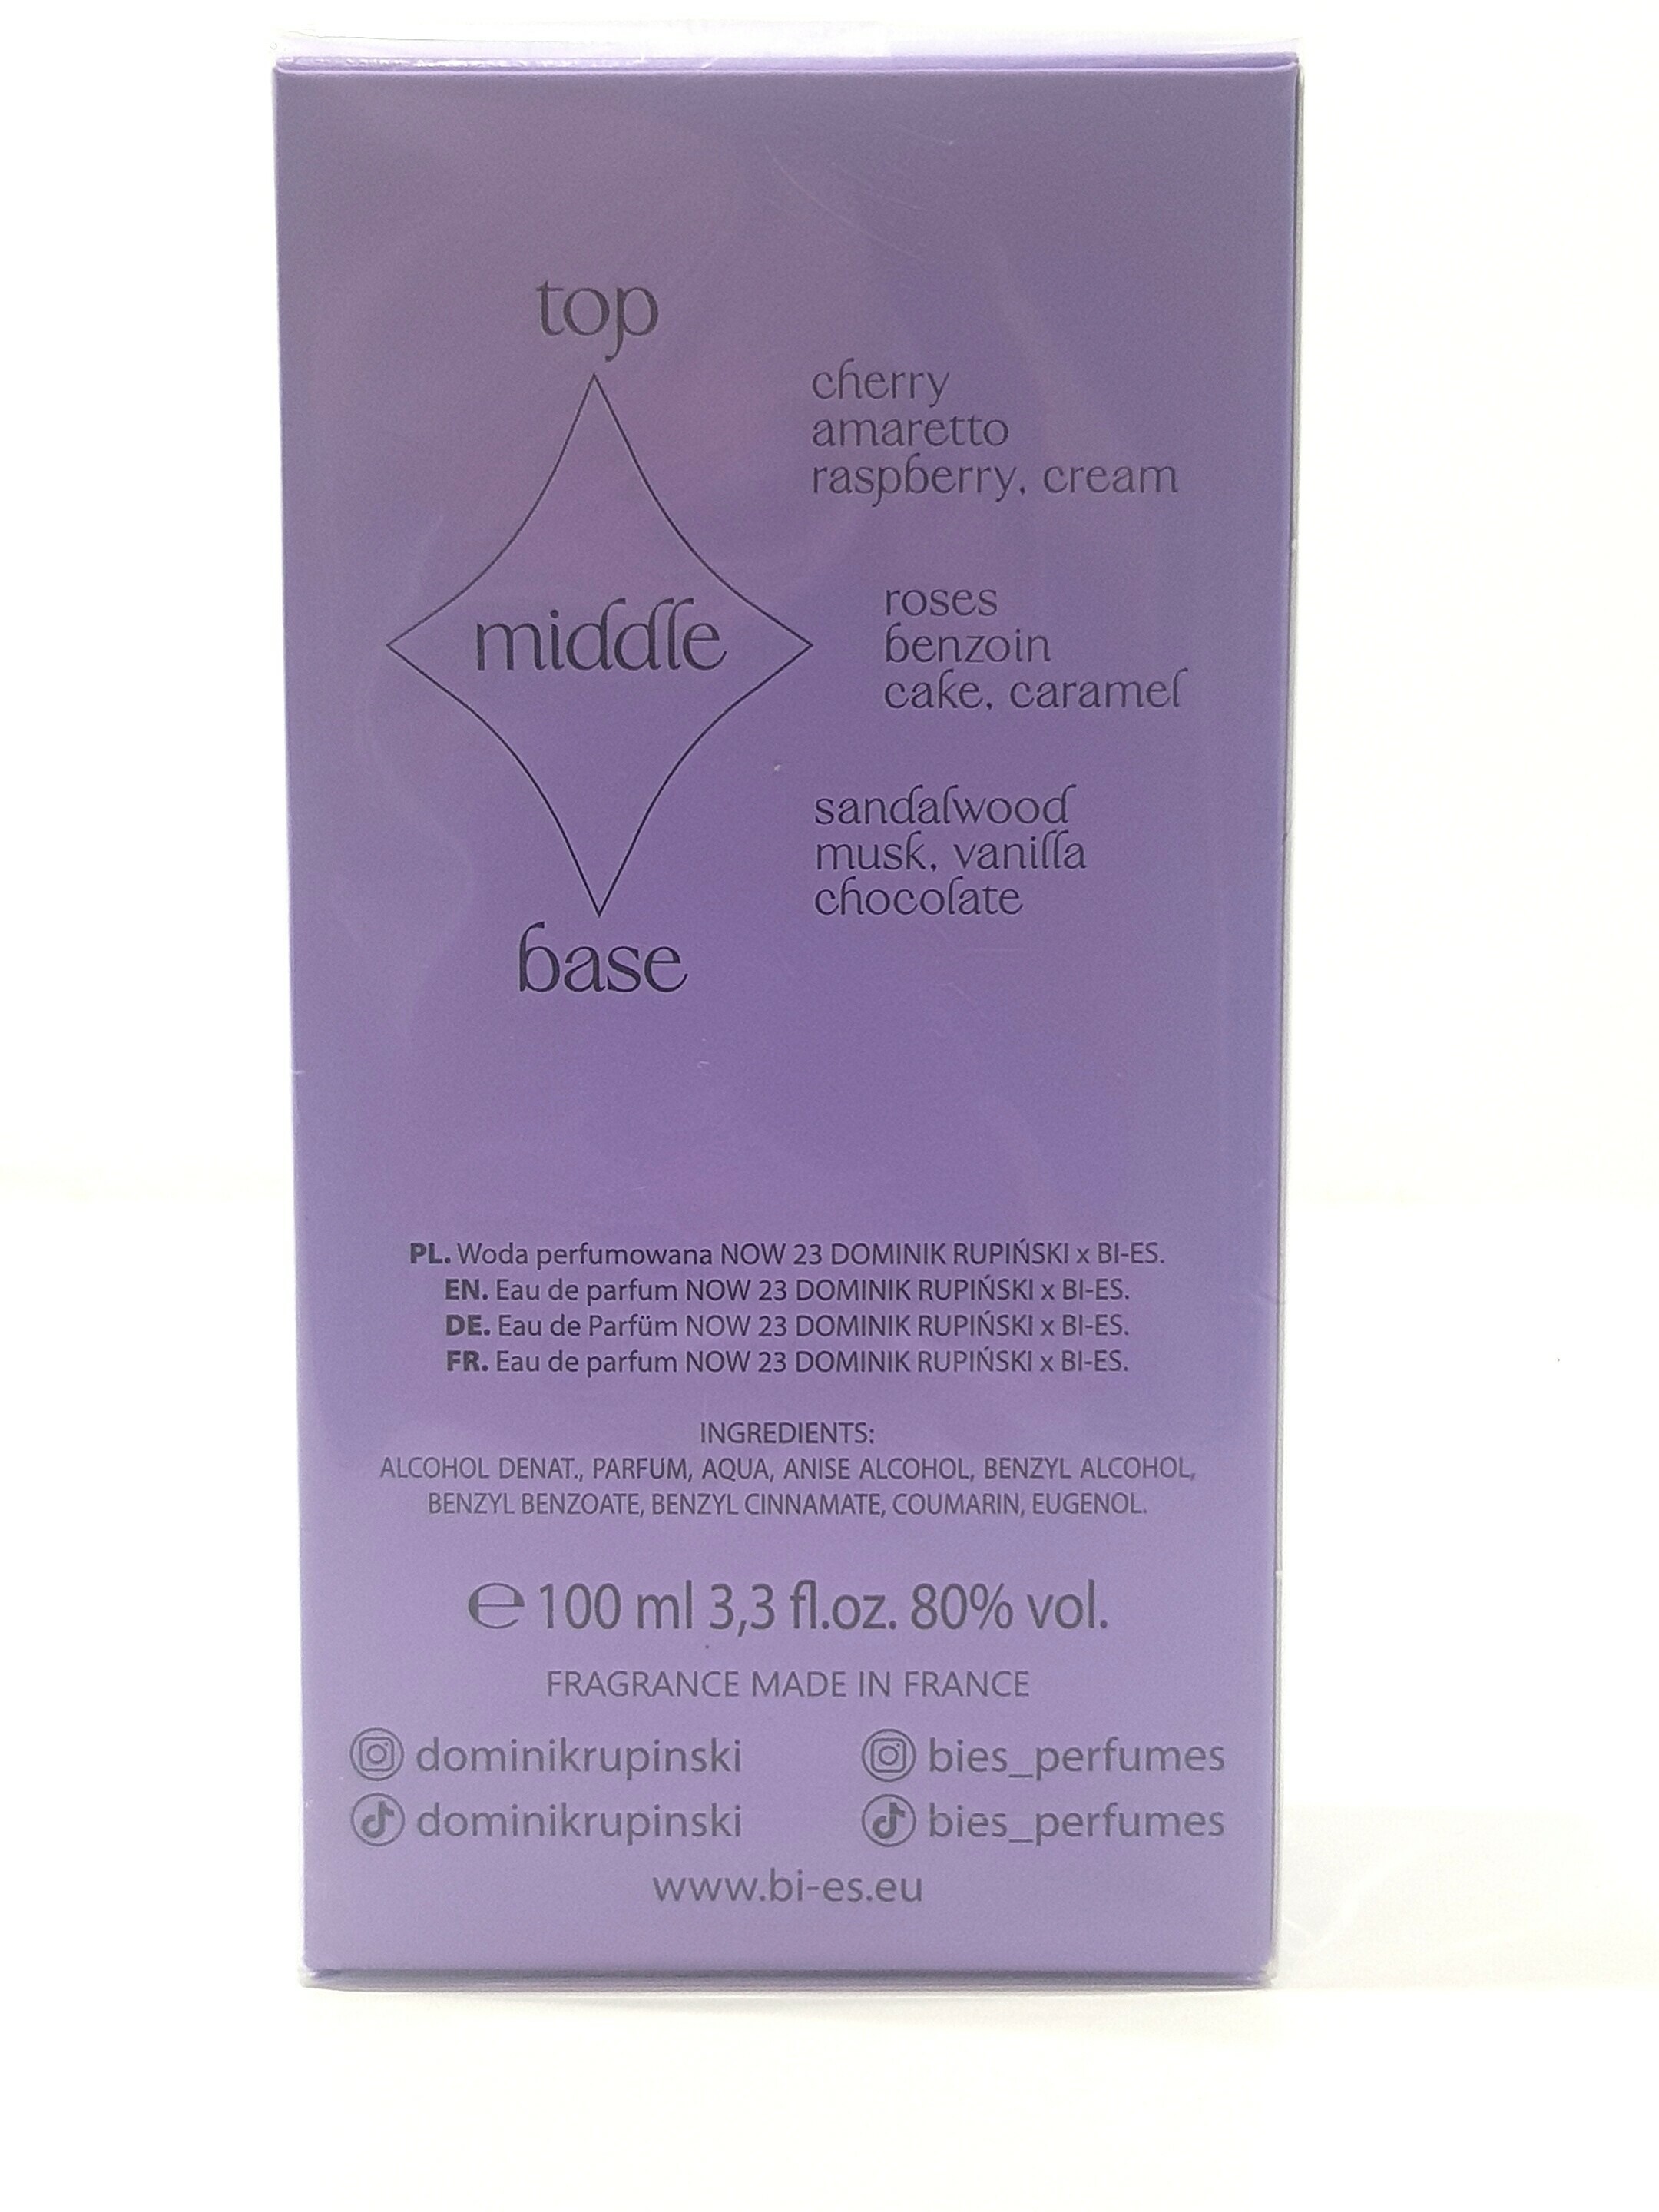 top
cherry
amaretto
raspberry, cream
middle
roses
benzoin
cake, caramel
sandalwood
musk, vanilla
chocolate
base
PL. Woda perfumowana NOW 23 DOMINIK RUPIŃSKI x BI-ES.
EN. Eau de parfum NOW 23 DOMINIK RUPIŃSKI x BI-ES.
DE. Eau de Parfüm NOW 23 DOMINIK RUPIŃSKI x BI-ES.
FR. Eau de parfum NOW 23 DOMINIK RUPIŃSKI x BI-ES.
INGREDIENTS:
ALCOHOL DENAT., PARFUM, AQUA, ANISE ALCOHOL, BENZYL ALCOHOL,
BENZYL BENZOATE, BENZYL CINNAMATE, COUMARIN, EUGENOL.
℮ 100 ml 3,3 fl.oz. 80% vol.
FRAGRANCE MADE IN FRANCE
dominikrupinski bies_perfumes
dominikrupinski bies_perfumes
www.bi-es.eu